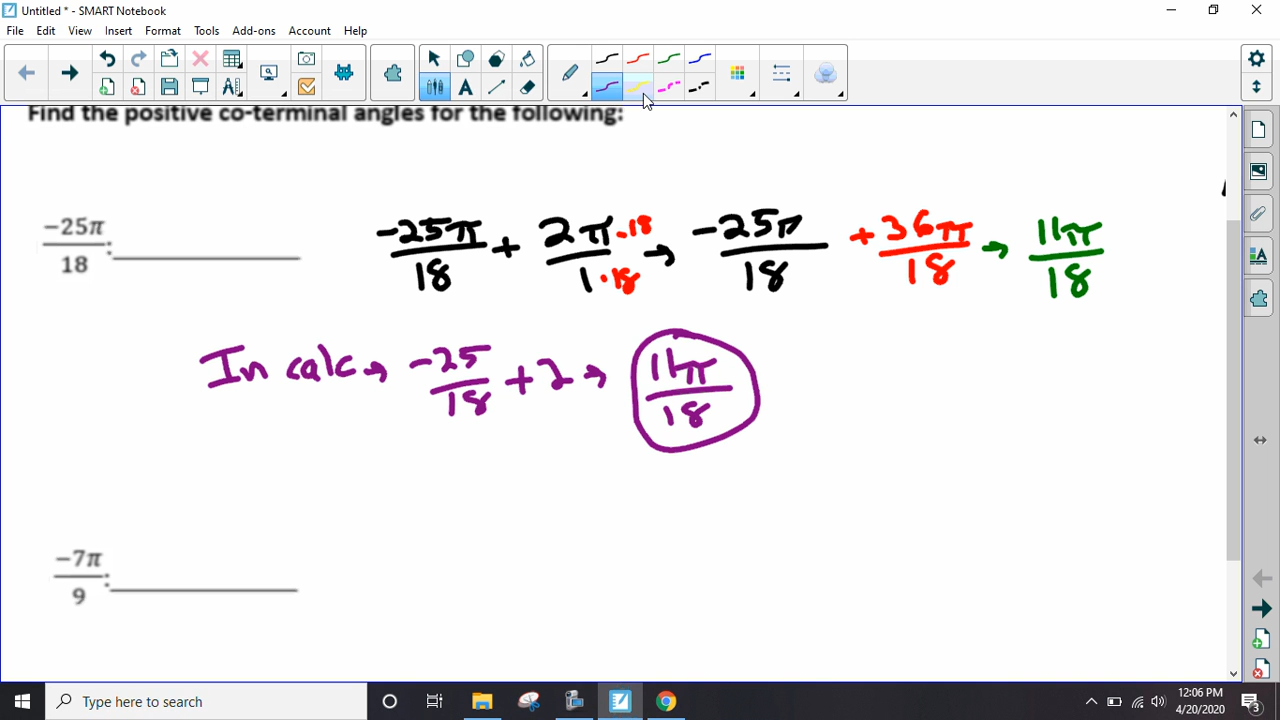 Untitled * - SMART Notebook
File Edit View Insert Format Tools Add-ons Account Help
Find the positive co-terminal angles for the following:
−25π/18: ____ -25π/18 + 2π·18/1·18 → -25π/18 + 36π/18 → 11π/18
In calc → -25/18 + 2 → 11π/18
−7π/9: ____
Type here to search
12:06 PM
4/20/2020
3